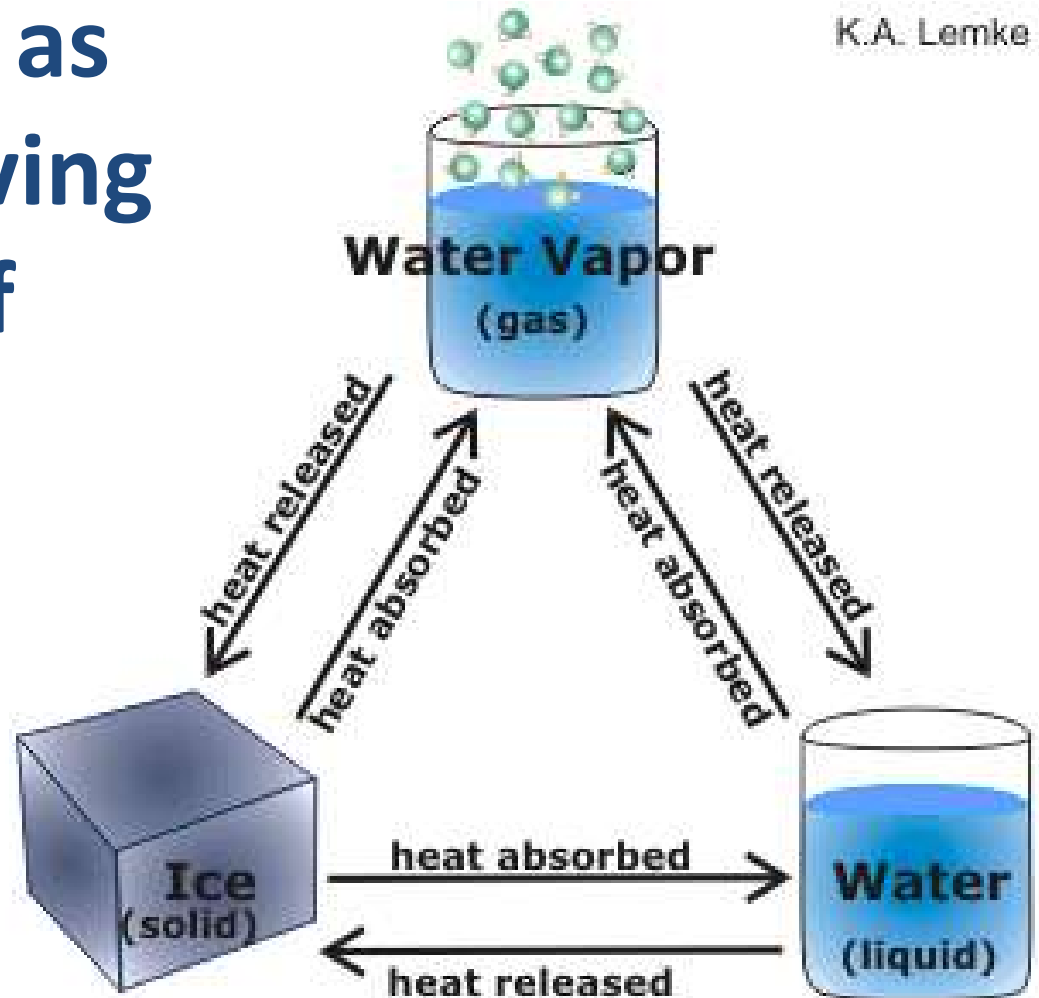 as
ving
f
K.A. Lemke
Water Vapor
(gas)
heat released
heat absorbed
heat absorbed
heat released
Ice
(solid)
heat absorbed
heat released
Water
(liquid)